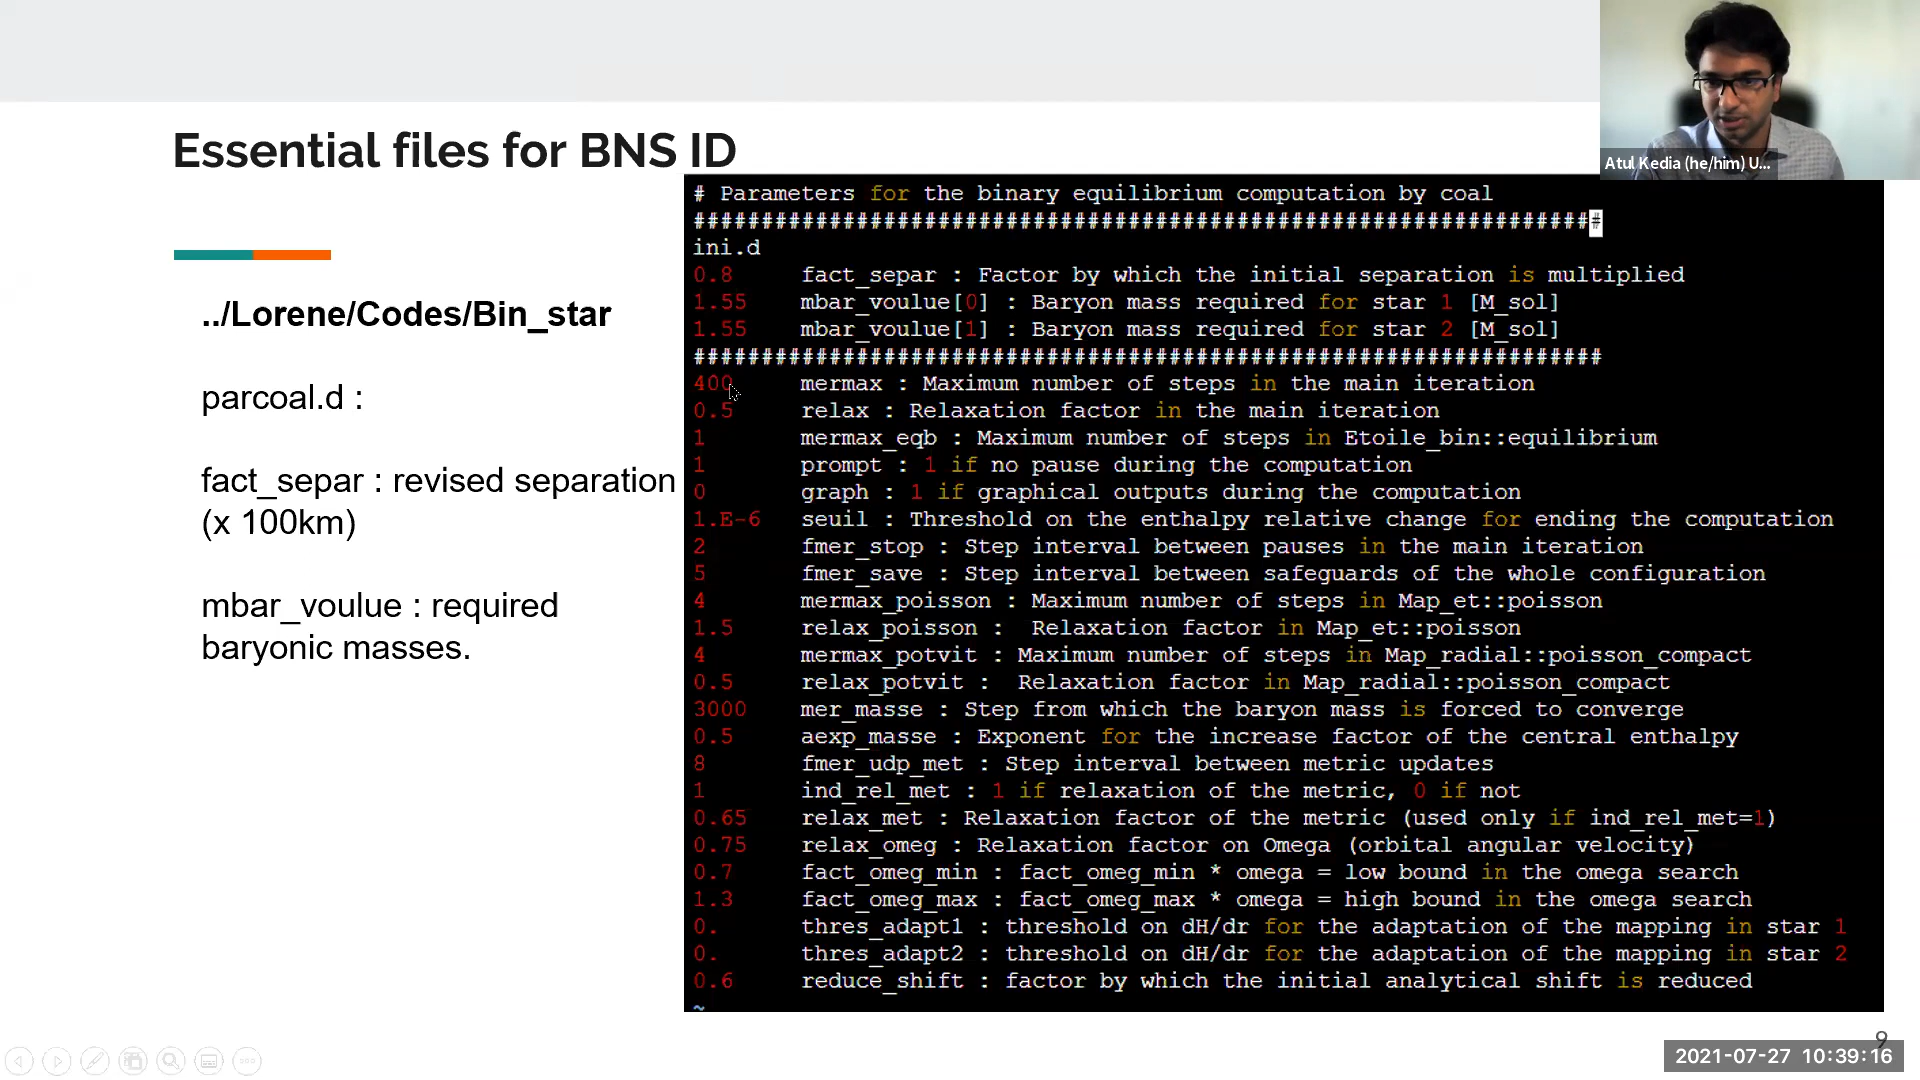 Essential files for BNS ID
../Lorene/Codes/Bin_star
parcoal.d :
fact_separ : revised separation
(x 100km)
mbar_voulue : required
baryonic masses.
# Parameters for the binary equilibrium computation by coal
###################################################################
ini.d
0.8 fact_separ : Factor by which the initial separation is multiplied
1.55 mbar_voulue[0] : Baryon mass required for star 1 [M_sol]
1.55 mbar_voulue[1] : Baryon mass required for star 2 [M_sol]
###################################################################
400 mermax : Maximum number of steps in the main iteration
0.5 relax : Relaxation factor in the main iteration
1 mermax_eqb : Maximum number of steps in Etoile_bin::equilibrium
1 prompt : 1 if no pause during the computation
0 graph : 1 if graphical outputs during the computation
1.E-6 seuil : Threshold on the enthalpy relative change for ending the computation
2 fmer_stop : Step interval between pauses in the main iteration
5 fmer_save : Step interval between safeguards of the whole configuration
4 mermax_poisson : Maximum number of steps in Map_et::poisson
1.5 relax_poisson :  Relaxation factor in Map_et::poisson
4 mermax_potvit : Maximum number of steps in Map_radial::poisson_compact
0.5 relax_potvit :  Relaxation factor in Map_radial::poisson_compact
3000 mer_masse : Step from which the baryon mass is forced to converge
0.5 aexp_masse : Exponent for the increase factor of the central enthalpy
8 fmer_udp_met : Step interval between metric updates
1 ind_rel_met : 1 if relaxation of the metric, 0 if not
0.65 relax_met : Relaxation factor of the metric (used only if ind_rel_met=1)
0.75 relax_omeg : Relaxation factor on Omega (orbital angular velocity)
0.7 fact_omeg_min : fact_omeg_min * omega = low bound in the omega search
1.3 fact_omeg_max : fact_omeg_max * omega = high bound in the omega search
0. thres_adapt1 : threshold on dH/dr for the adaptation of the mapping in star 1
0. thres_adapt2 : threshold on dH/dr for the adaptation of the mapping in star 2
0.6 reduce_shift : factor by which the initial analytical shift is reduced
~
Atul Kedia (he/him) U...
9
2021-07-27 10:39:16